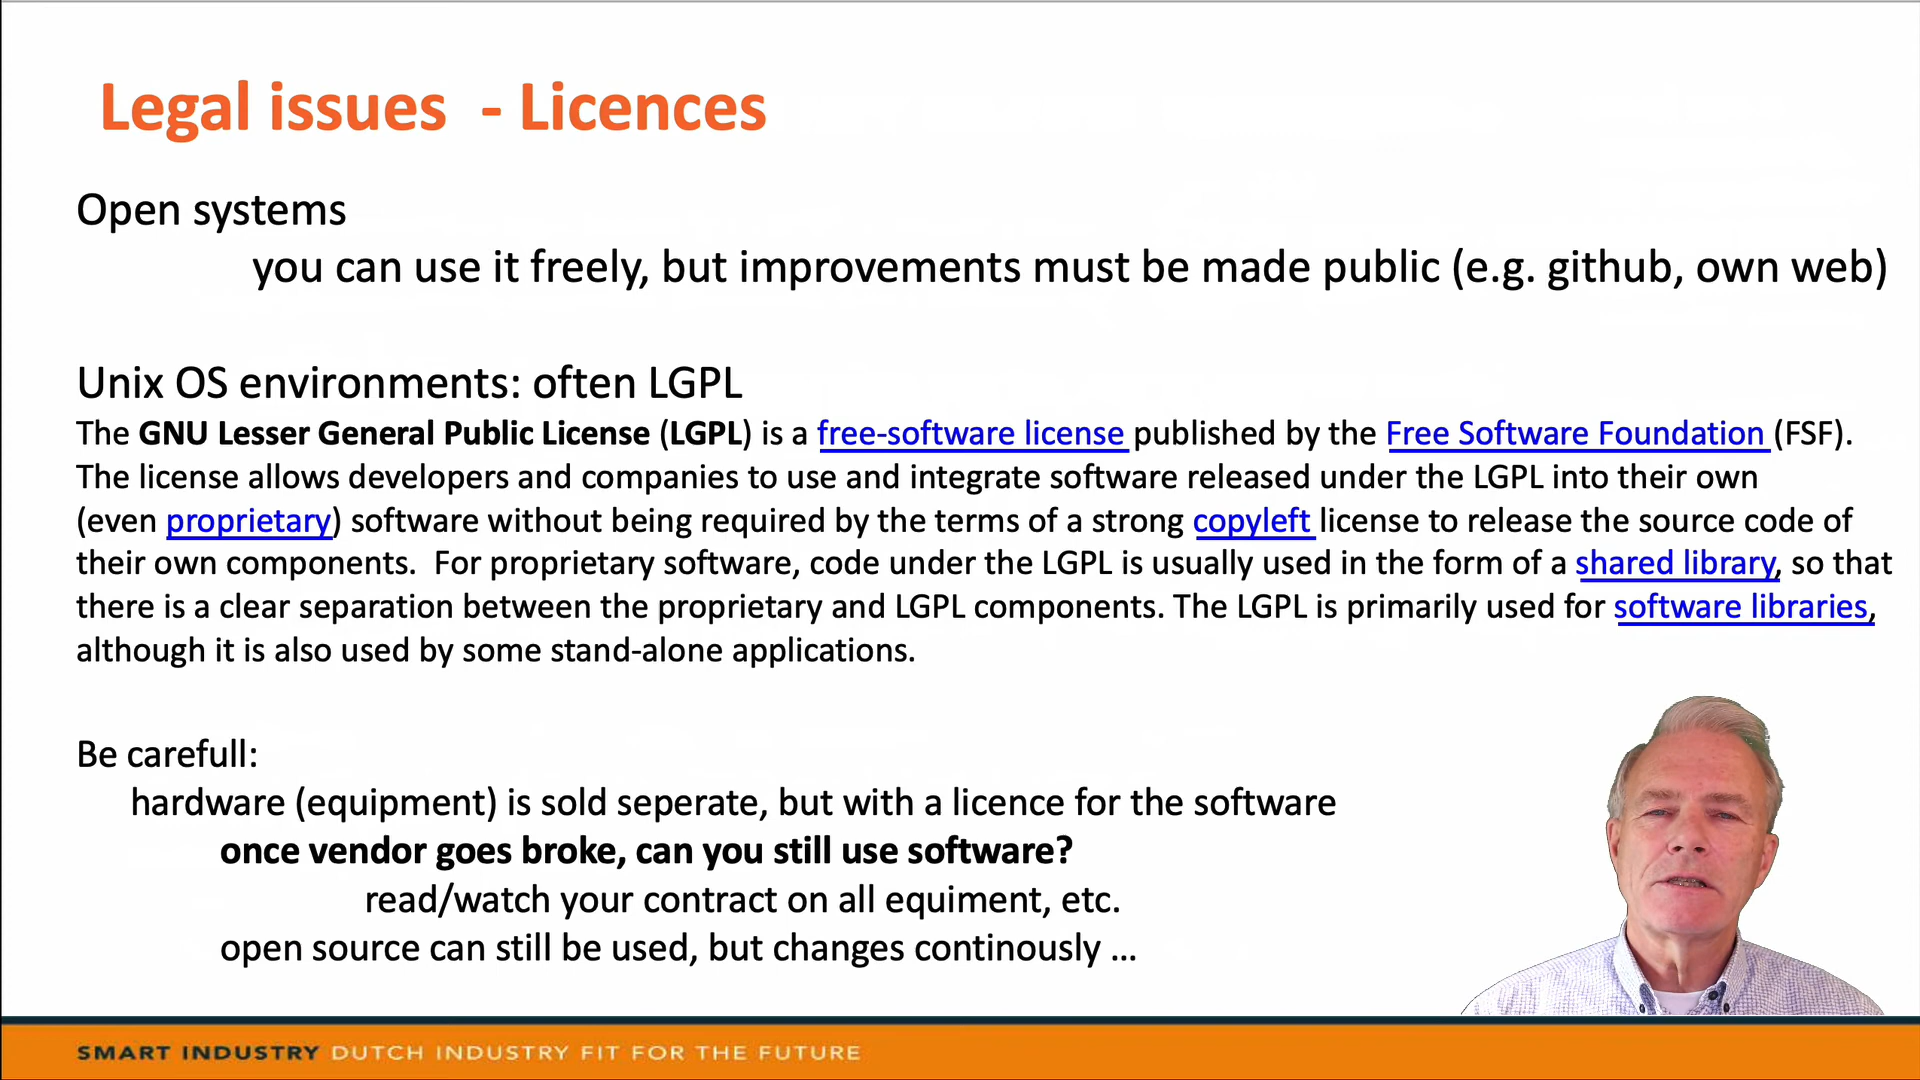 Legal issues  - Licences
Open systems
you can use it freely, but improvements must be made public (e.g. github, own web)
Unix OS environments: often LGPL
The GNU Lesser General Public License (LGPL) is a free-software license published by the Free Software Foundation (FSF).
The license allows developers and companies to use and integrate software released under the LGPL into their own
(even proprietary) software without being required by the terms of a strong copyleft license to release the source code of
their own components.  For proprietary software, code under the LGPL is usually used in the form of a shared library, so that
there is a clear separation between the proprietary and LGPL components. The LGPL is primarily used for software libraries,
although it is also used by some stand-alone applications.
Be carefull:
hardware (equipment) is sold seperate, but with a licence for the software
once vendor goes broke, can you still use software?
read/watch your contract on all equiment, etc.
open source can still be used, but changes continously ...
SMART INDUSTRY DUTCH INDUSTRY FIT FOR THE FUTURE